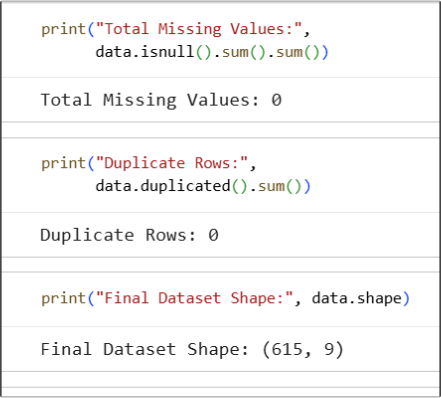 print("Total Missing Values:",
data.isnull().sum().sum())
Total Missing Values: 0
print("Duplicate Rows:",
data.duplicated().sum())
Duplicate Rows: 0
print("Final Dataset Shape:", data.shape)
Final Dataset Shape: (615, 9)